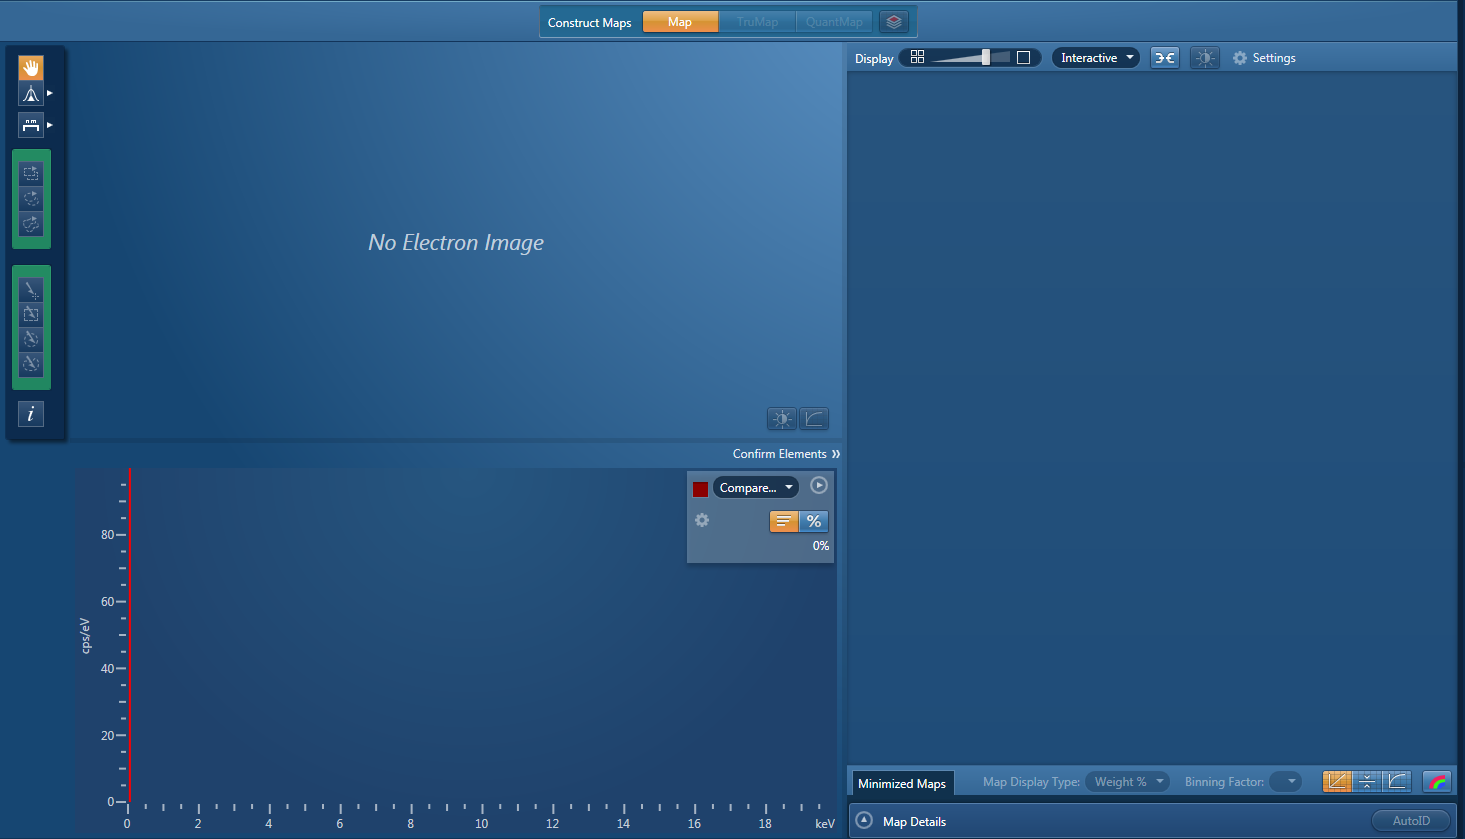 Construct Maps Map TruMap QuantMap
Display Interactive Settings
nm
No Electron Image
i
Confirm Elements »
Compare...
%
0%
80
60
cps/eV
40
20
0
0 2 4 6 8 10 12 14 16 18 keV
Minimized Maps Map Display Type: Weight % Binning Factor:
Map Details AutoID